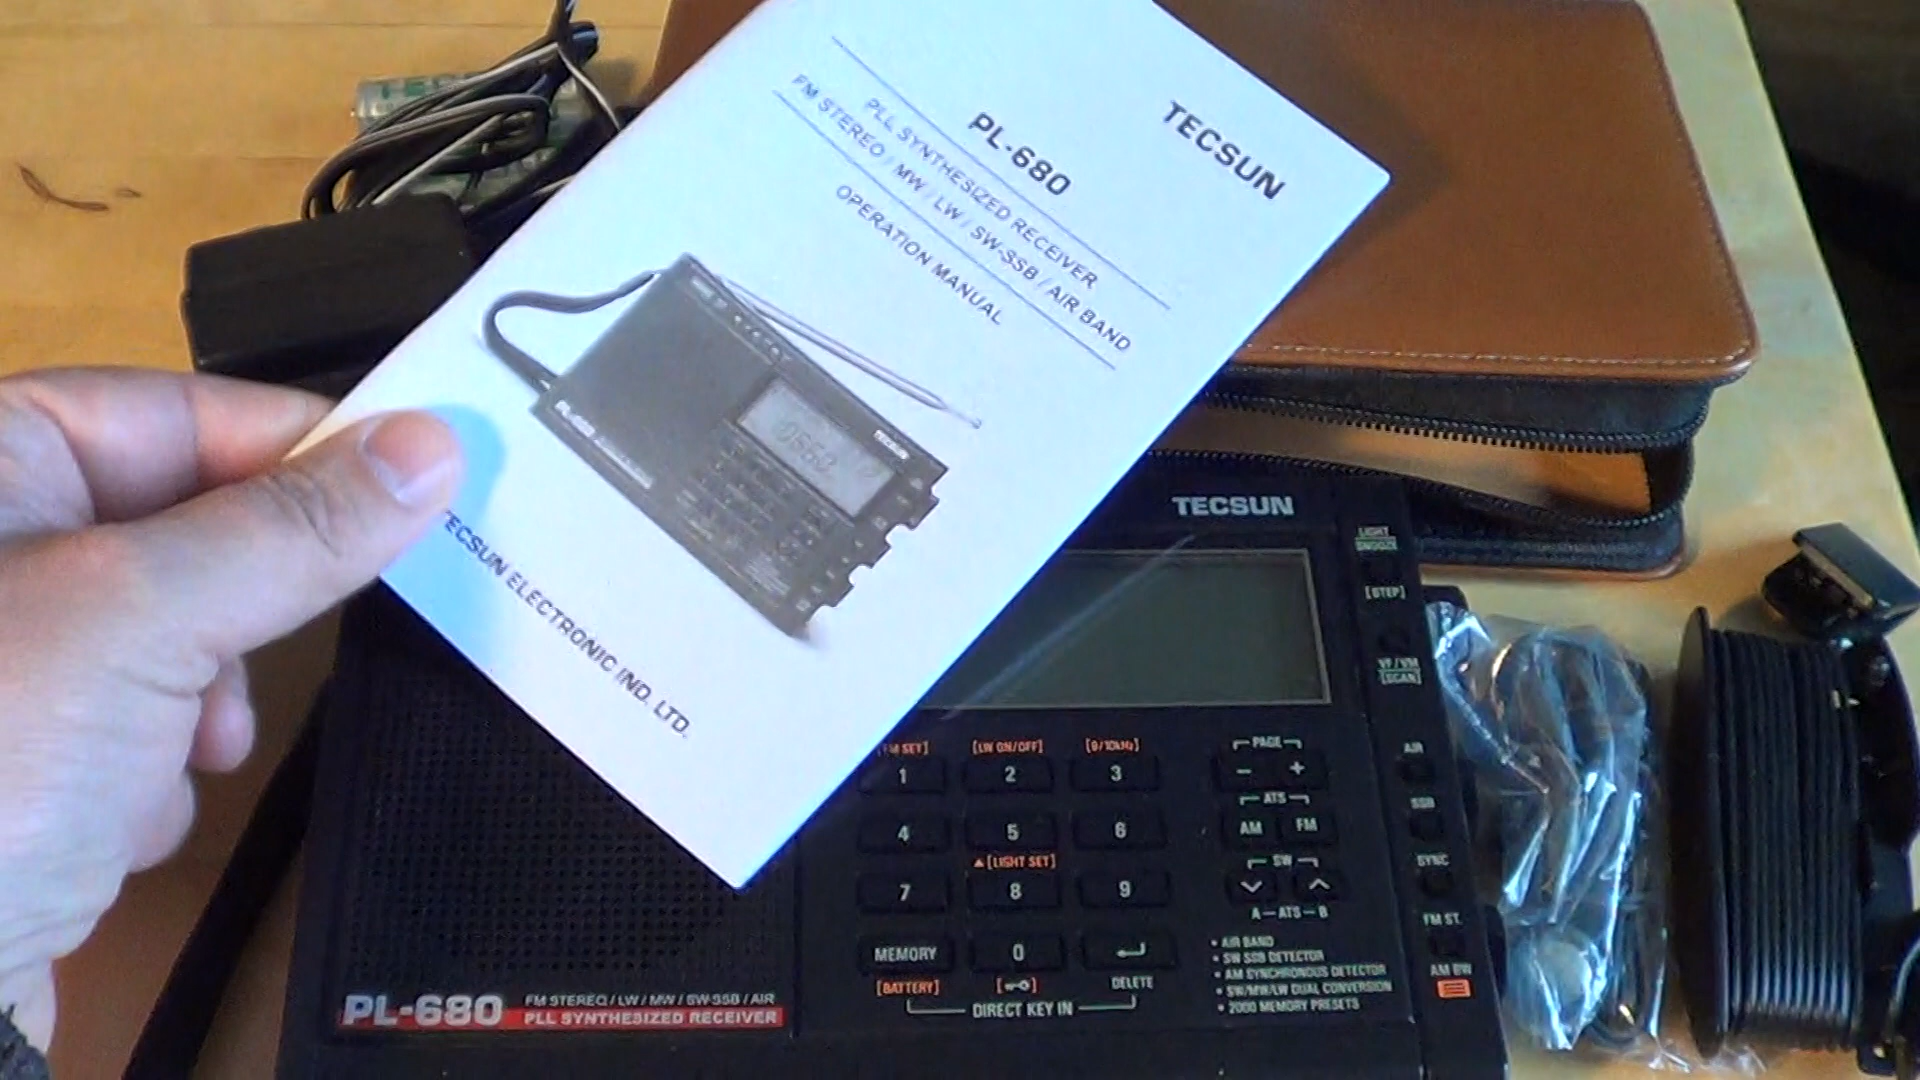 TECSUN
PL-680
PLL SYNTHESIZED RECEIVER
FM STEREO / MW / LW / SW-SSB / AIR BAND
OPERATION MANUAL
TECSUN
PL-680
TECSUN ELECTRONIC IND. LTD.
TECSUN
LIGHT
SNOOZE
[STEP]
VF/VM
[SCAN]
AIR
SSB
SYNC
FM ST.
AM BW
[LW ON/OFF] [9/10kHz]
1 2 3
4 5 6
▲[LIGHT SET]
7 8 9
MEMORY 0
[BATTERY] DELETE
DIRECT KEY IN
PAGE
- +
ATS
AM FM
SW
A-ATS-B
• AIR BAND
• SW SSB DETECTOR
• AM SYNCHRONOUS DETECTOR
• SW/MW/LW DUAL CONVERSION
• 2000 MEMORY PRESETS
PL-680
FM STEREO / LW / MW / SW-SSB / AIR
PLL SYNTHESIZED RECEIVER